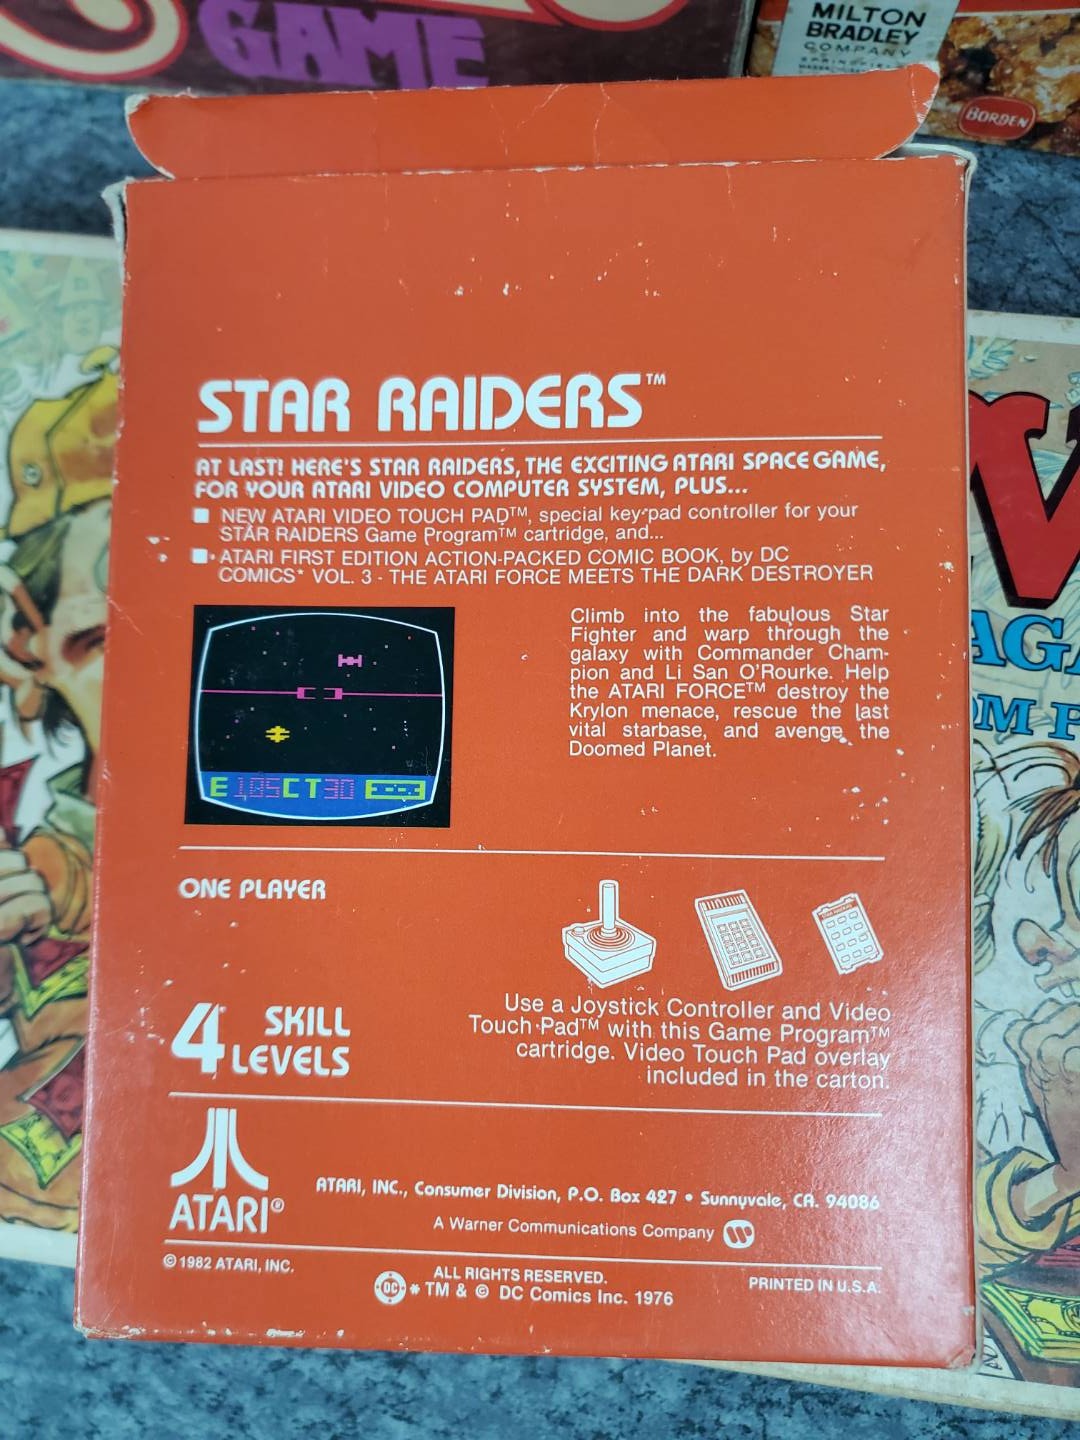 GAME
MILTON
BRADLEY
COMPANY
BORDEN
STAR RAIDERS™
AT LAST! HERE'S STAR RAIDERS, THE EXCITING ATARI SPACE GAME,
FOR YOUR ATARI VIDEO COMPUTER SYSTEM, PLUS...
■ NEW ATARI VIDEO TOUCH PAD™, special key-pad controller for your
STAR RAIDERS Game Program™ cartridge, and...
■ ATARI FIRST EDITION ACTION-PACKED COMIC BOOK, by DC
COMICS* VOL. 3 - THE ATARI FORCE MEETS THE DARK DESTROYER
Climb into the fabulous Star
Fighter and warp through the
galaxy with Commander Cham-
pion and Li San O'Rourke. Help
the ATARI FORCE™ destroy the
Krylon menace, rescue the last
vital starbase, and avenge the
Doomed Planet.
E 185CT30
ONE PLAYER
4 SKILL
LEVELS
Use a Joystick Controller and Video
Touch Pad™ with this Game Program™
cartridge. Video Touch Pad overlay
included in the carton.
ATARI®
ATARI, INC., Consumer Division, P.O. Box 427 • Sunnyvale, CA. 94086
A Warner Communications Company
© 1982 ATARI, INC.
ALL RIGHTS RESERVED.
DC * TM & © DC Comics Inc. 1976
PRINTED IN U.S.A.